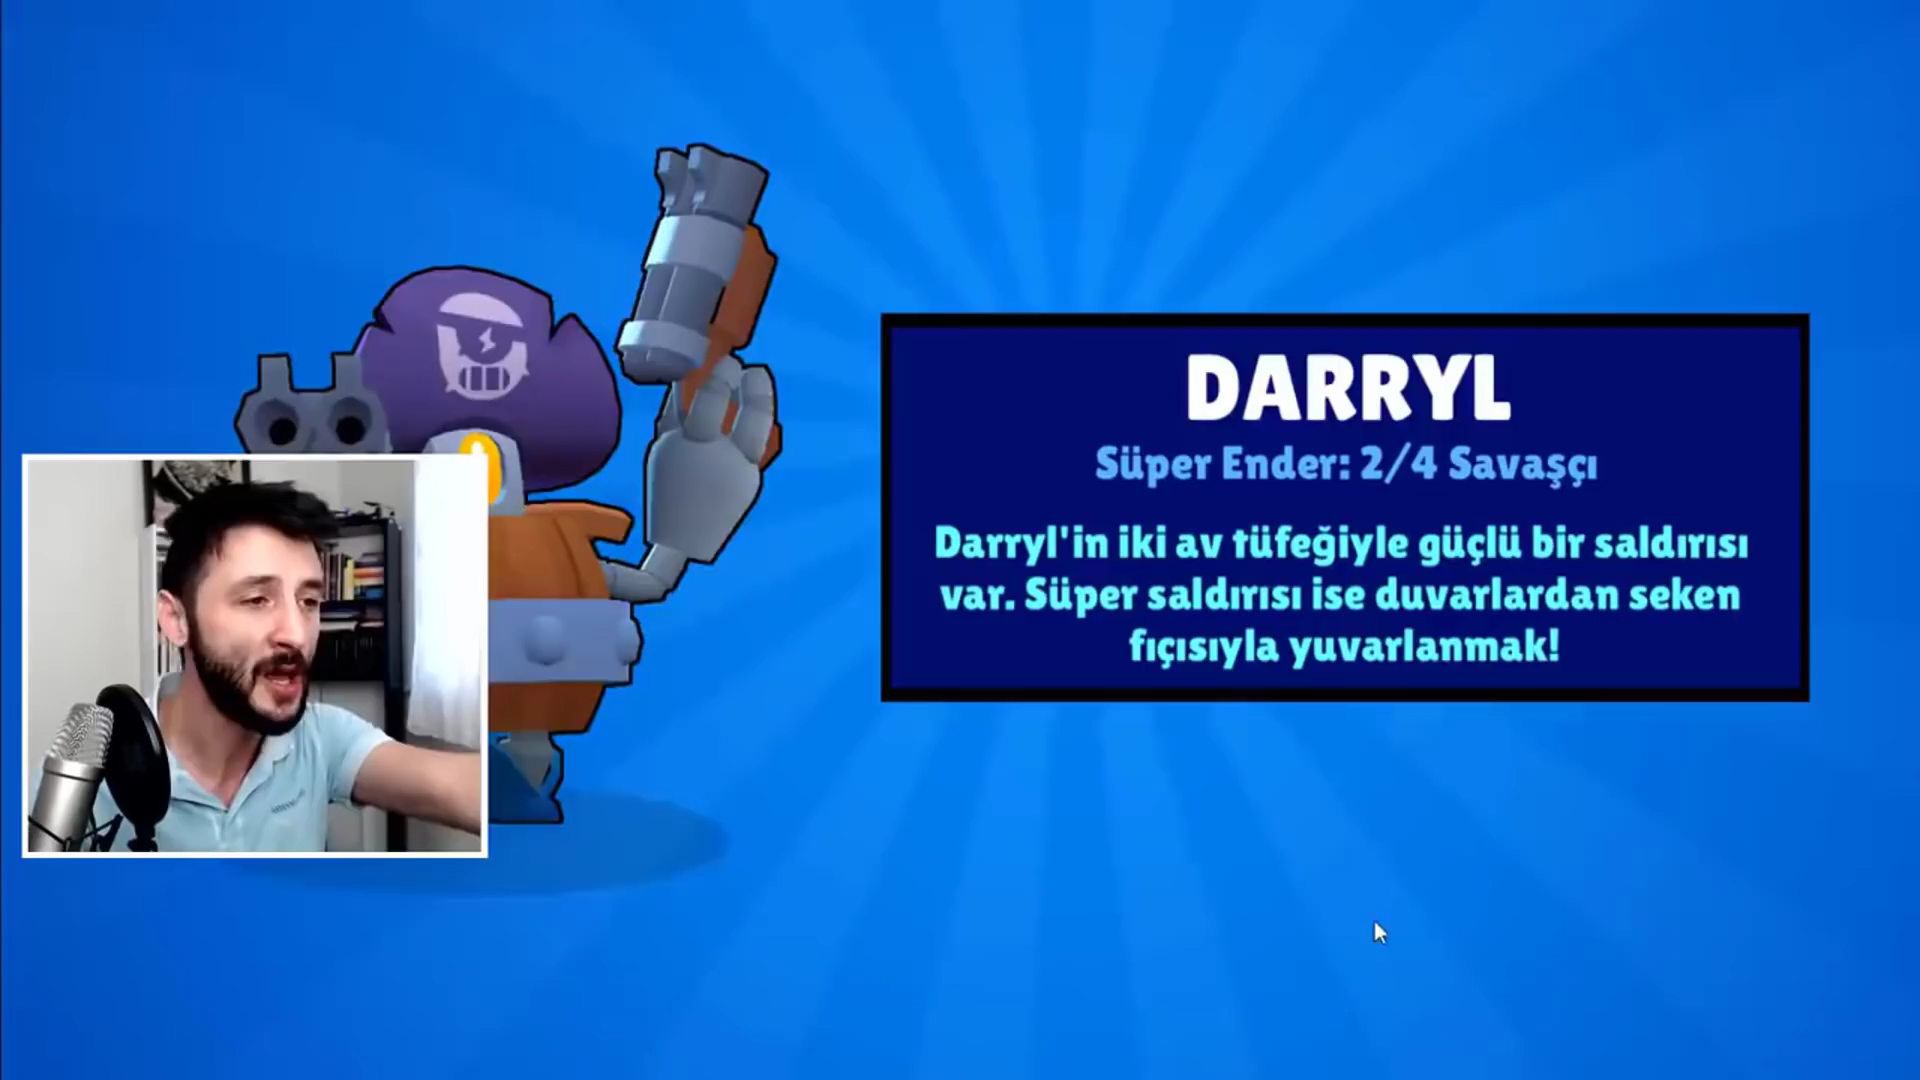 DARRYL
Süper Ender: 2/4 Savaşçı
Darryl'in iki av tüfeğiyle güçlü bir saldırısı
var. Süper saldırısı ise duvarlardan seken
fıçısıyla yuvarlanmak!